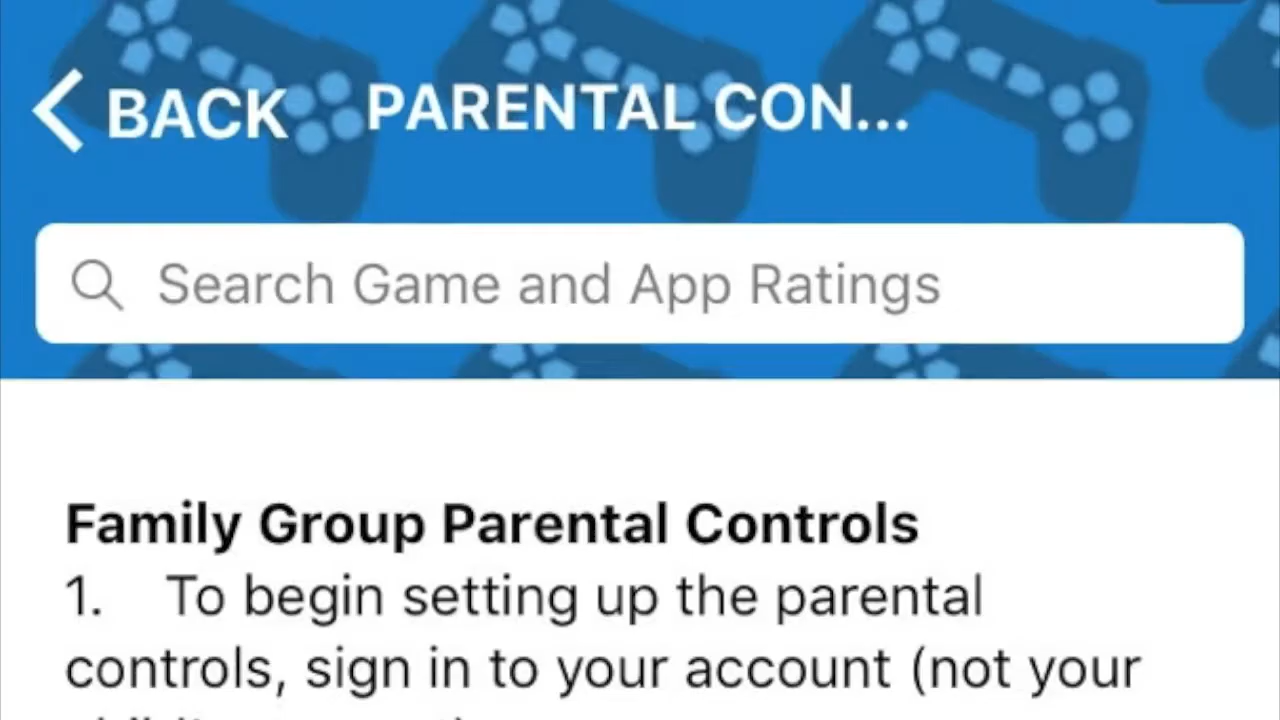 BACK PARENTAL CON...
Search Game and App Ratings
Family Group Parental Controls
1. To begin setting up the parental
controls, sign in to your account (not your